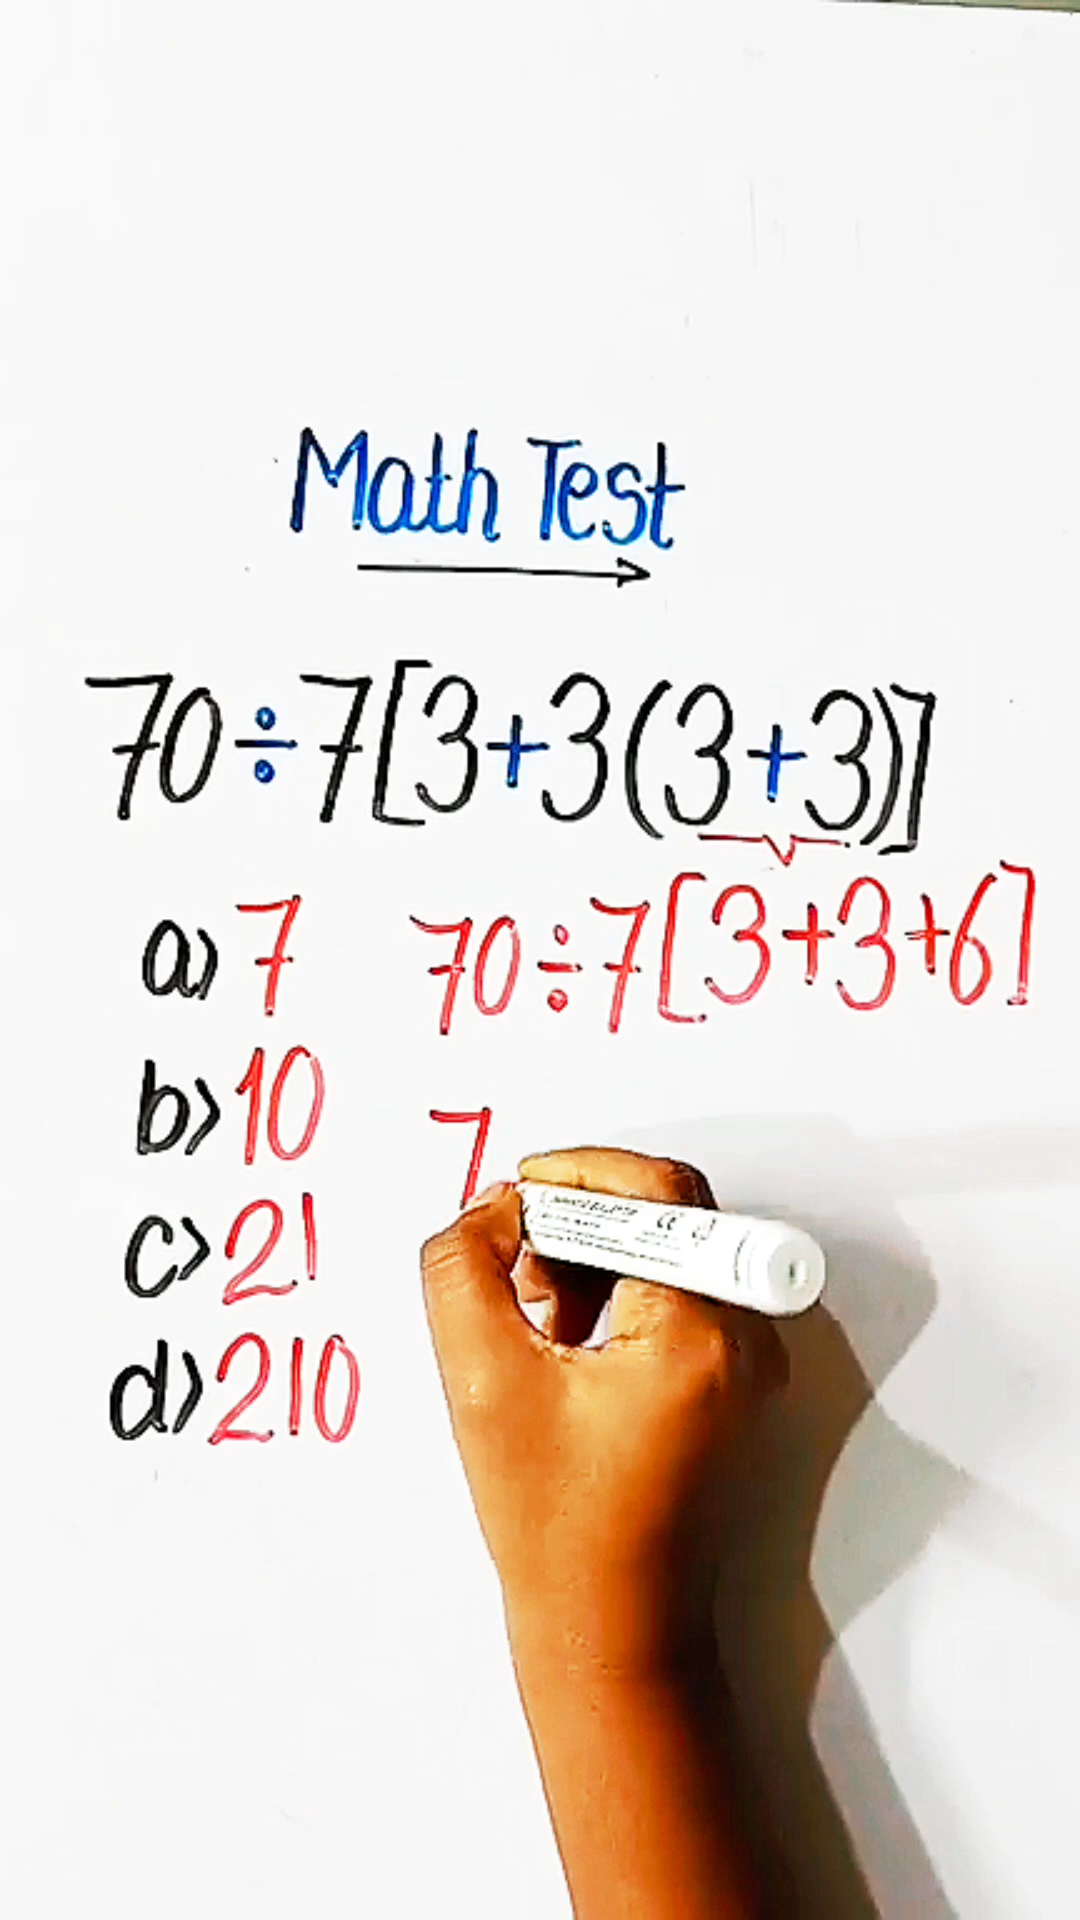 Math Test
70÷7[3+3(3+3)]
a) 7
70÷7[3+3+6]
b) 10
7
c) 21
d) 210